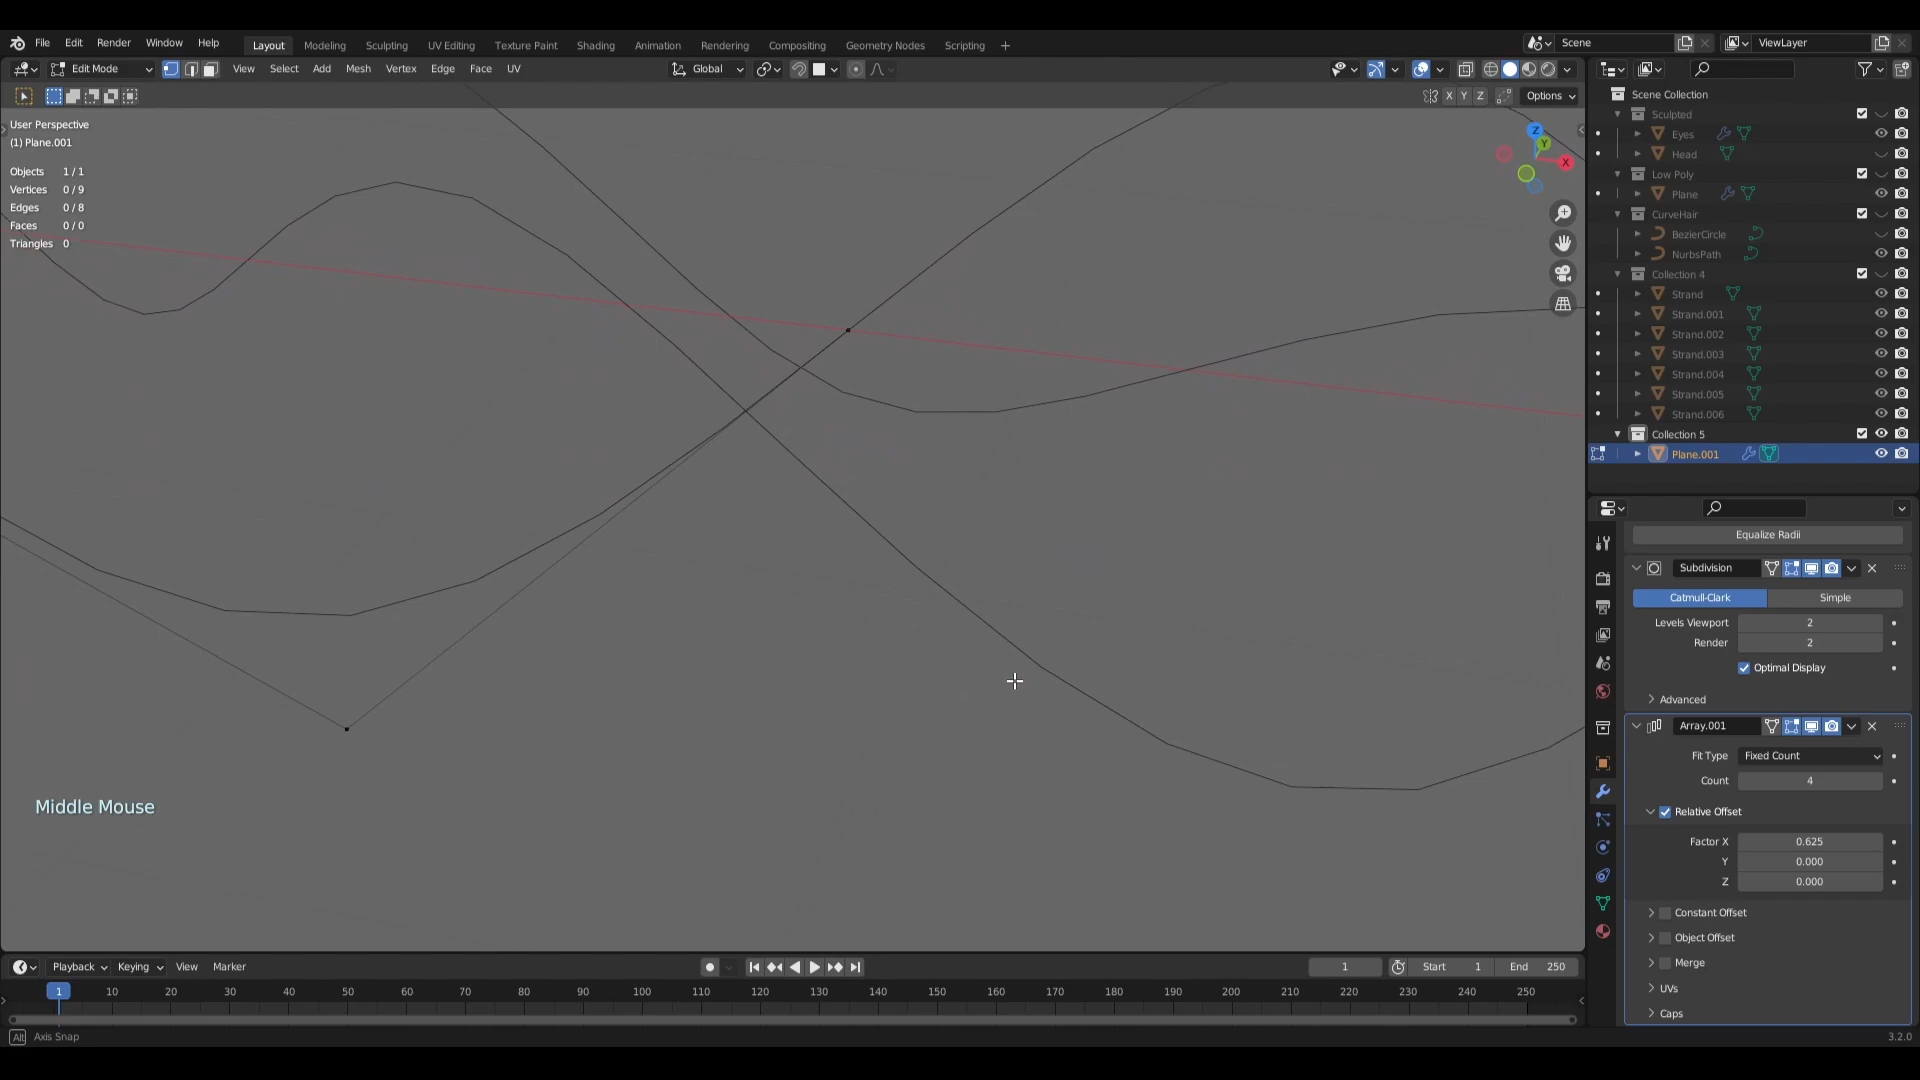 File Edit Render Window Help Layout Modeling Sculpting UV Editing Texture Paint Shading Animation Rendering Compositing Geometry Nodes Scripting + Scene ViewLayer
Edit Mode View Select Add Mesh Vertex Edge Face UV Global
X Y Z Options
User Perspective
(1) Plane.001
Objects 1 / 1
Vertices 0 / 9
Edges 0 / 8
Faces 0 / 0
Triangles 0
Z
Y
X
Middle Mouse
Scene Collection
Sculpted
Eyes
Head
Low Poly
Plane
CurveHair
BezierCircle
NurbsPath
Collection 4
Strand
Strand.001
Strand.002
Strand.003
Strand.004
Strand.005
Strand.006
Collection 5
Plane.001
Equalize Radii
Subdivision
Catmull-Clark Simple
Levels Viewport 2
Render 2
Optimal Display
Advanced
Array.001
Fit Type Fixed Count
Count 4
Relative Offset
Factor X 0.625
Y 0.000
Z 0.000
Constant Offset
Object Offset
Merge
UVs
Caps
Playback Keying View Marker 1 Start 1 End 250
1 10 20 30 40 50 60 70 80 90 100 110 120 130 140 150 160 170 180 190 200 210 220 230 240 250
Alt Axis Snap 3.2.0